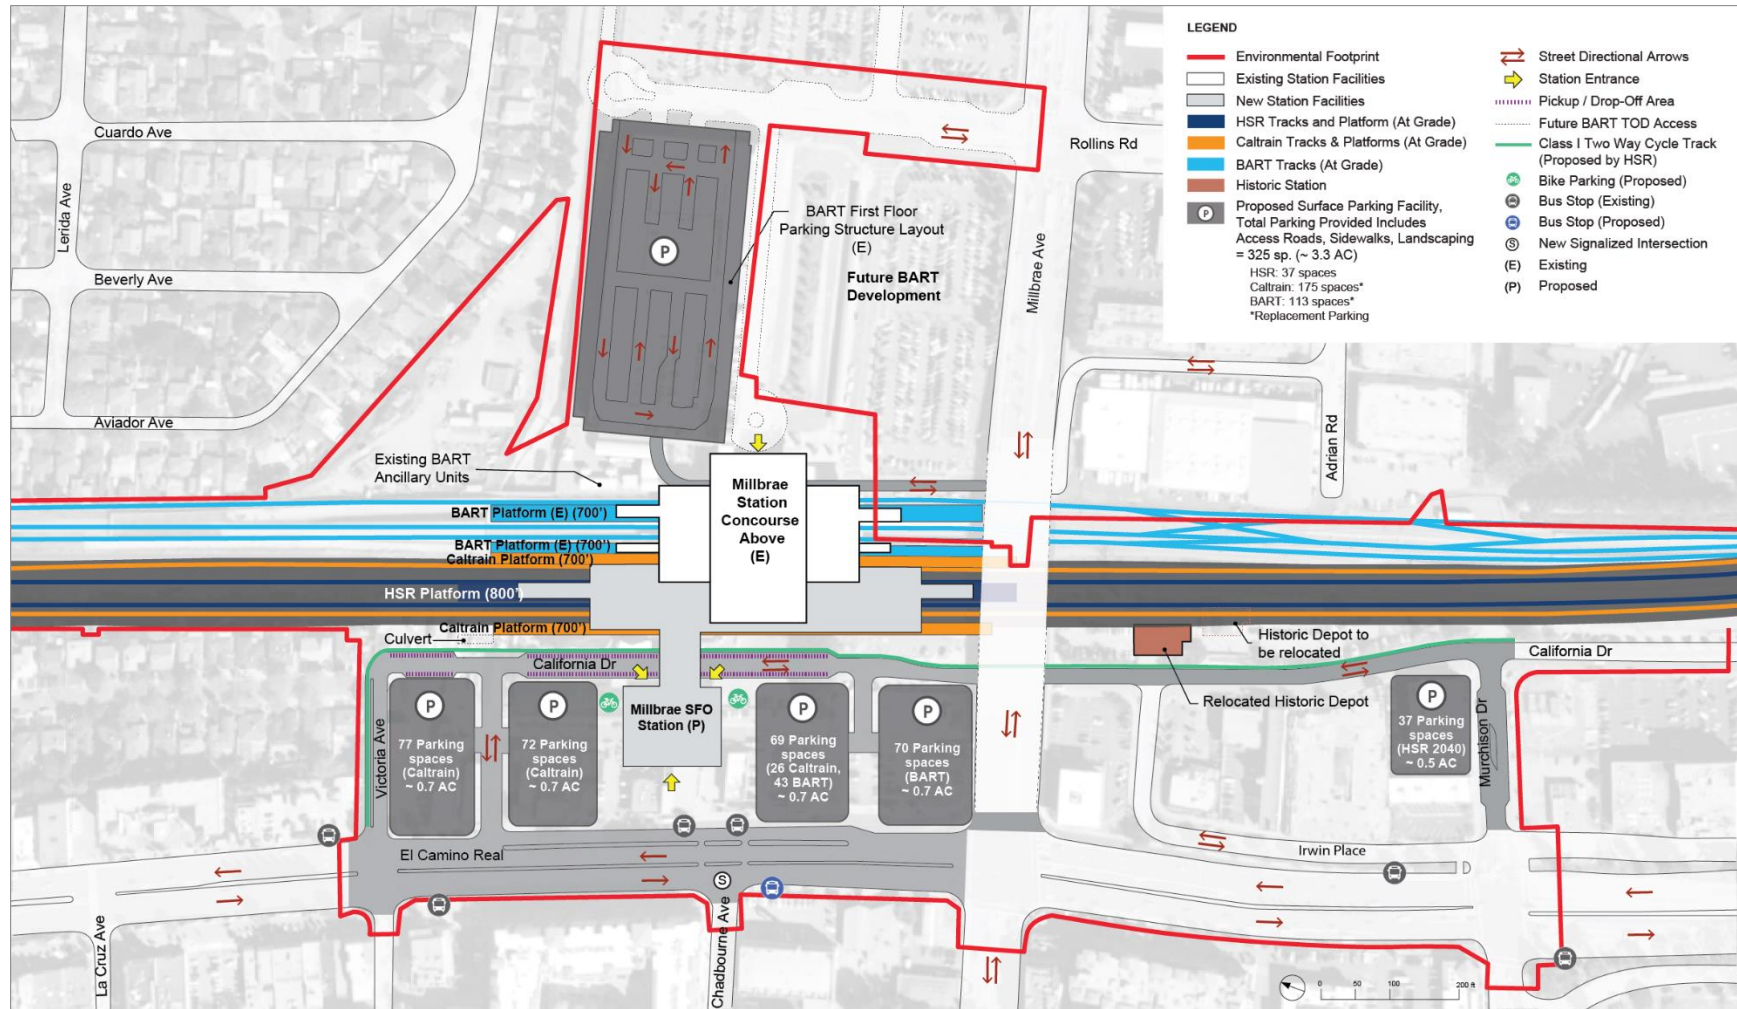 LEGEND
Environmental Footprint
Existing Station Facilities
New Station Facilities
HSR Tracks and Platform (At Grade)
Caltrain Tracks & Platforms (At Grade)
BART Tracks (At Grade)
Historic Station
P
Proposed Surface Parking Facility,
Total Parking Provided Includes
Access Roads, Sidewalks, Landscaping
= 325 sp. (~ 3.3 AC)
HSR: 37 spaces
Caltrain: 175 spaces*
BART: 113 spaces*
*Replacement Parking
Street Directional Arrows
Station Entrance
Pickup / Drop-Off Area
Future BART TOD Access
Class I Two Way Cycle Track
(Proposed by HSR)
Bike Parking (Proposed)
Bus Stop (Existing)
Bus Stop (Proposed)
S New Signalized Intersection
(E) Existing
(P) Proposed
Cuardo Ave
Lerida Ave
Beverly Ave
Aviador Ave
Rollins Rd
Millbrae Ave
Adrian Rd
P
BART First Floor
Parking Structure Layout
(E)
Future BART
Development
Existing BART
Ancillary Units
Millbrae
Station
Concourse
Above
(E)
BART Platform (E) (700')
BART Platform (E) (700')
Caltrain Platform (700')
HSR Platform (800')
Caltrain Platform (700')
Culvert
California Dr
Historic Depot to
be relocated
California Dr
Relocated Historic Depot
Victoria Ave
P
77 Parking
spaces
(Caltrain)
~ 0.7 AC
P
72 Parking
spaces
(Caltrain)
~ 0.7 AC
Millbrae SFO
Station (P)
P
69 Parking
spaces
(26 Caltrain,
43 BART)
~ 0.7 AC
P
70 Parking
spaces
(BART)
~ 0.7 AC
P
37 Parking
spaces
(HSR 2040)
~ 0.5 AC
Murchison Dr
El Camino Real
Irwin Place
S
La Cruz Ave
Chadbourne Ave
0 50 100 200 ft